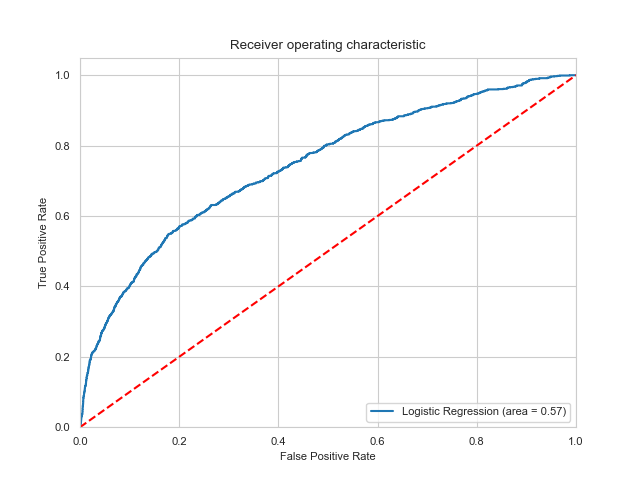 Receiver operating characteristic
1.0
0.8
0.6
0.4
0.2
0.0
True Positive Rate
Logistic Regression (area = 0.57)
0.0 0.2 0.4 0.6 0.8 1.0
False Positive Rate